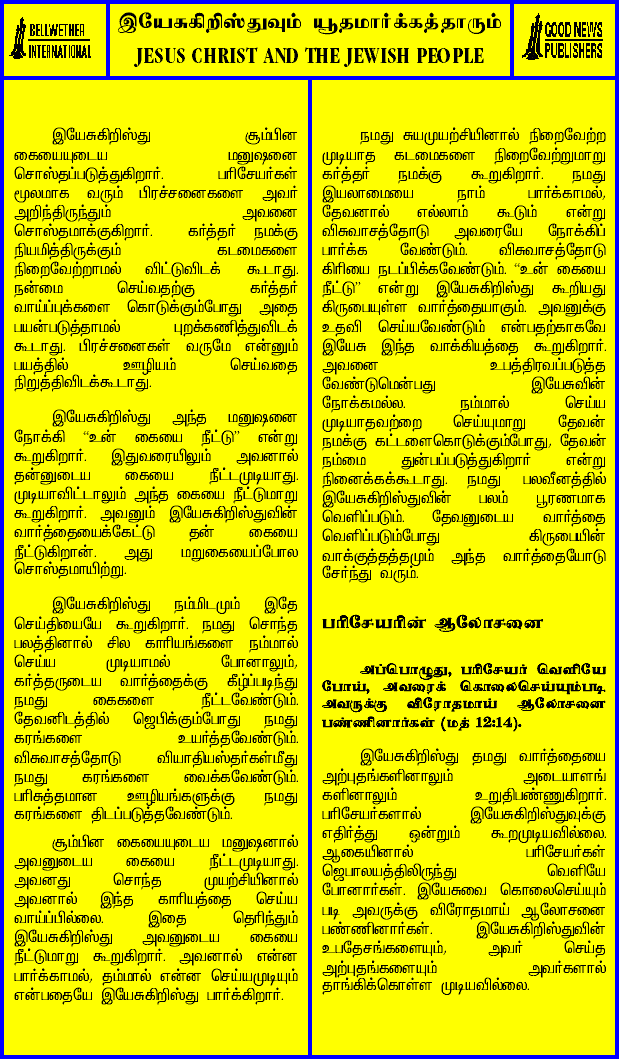 BELLWETHER
INTERNATIONAL
இயேசுகிறிஸ்துவும் யூதமார்க்கத்தாரும்
JESUS CHRIST AND THE JEWISH PEOPLE
GOOD NEWS
PUBLISHERS
இயேசுகிறிஸ்து சூம்பின
கையையுடைய மனுஷனை
சொஸ்தப்படுத்துகிறார். பரிசேயர்கள்
மூலமாக வரும் பிரச்சனைகளை அவர்
அறிந்திருந்தும் அவனை
சொஸ்தமாக்குகிறார். கர்த்தர் நமக்கு
நியமித்திருக்கும் கடமைகளை
நிறைவேற்றாமல் விட்டுவிடக் கூடாது.
நன்மை செய்வதற்கு கர்த்தர்
வாய்ப்புக்களை கொடுக்கும்போது அதை
பயன்படுத்தாமல் புறக்கணித்துவிடக்
கூடாது. பிரச்சனைகள் வருமே என்னும்
பயத்தில் ஊழியம் செய்வதை
நிறுத்திவிடக்கூடாது.
இயேசுகிறிஸ்து அந்த மனுஷனை
நோக்கி “உன் கையை நீட்டு” என்று
கூறுகிறார். இதுவரையிலும் அவனால்
தன்னுடைய கையை நீட்டமுடியாது.
முடியாவிட்டாலும் அந்த கையை நீட்டுமாறு
கூறுகிறார். அவனும் இயேசுகிறிஸ்துவின்
வார்த்தையைக்கேட்டு தன் கையை
நீட்டுகிறான். அது மறுகையைப்போல
சொஸ்தமாயிற்று.
இயேசுகிறிஸ்து நம்மிடமும் இதே
செய்தியையே கூறுகிறார். நமது சொந்த
பலத்தினால் சில காரியங்களை நம்மால்
செய்ய முடியாமல் போனாலும்,
கர்த்தருடைய வார்த்தைக்கு கீழ்ப்படிந்து
நமது கைகளை நீட்டவேண்டும்.
தேவனிடத்தில் ஜெபிக்கும்போது நமது
கரங்களை உயர்த்தவேண்டும்.
விசுவாசத்தோடு வியாதியஸ்தர்கள்மீது
நமது கரங்களை வைக்கவேண்டும்.
பரிசுத்தமான ஊழியங்களுக்கு நமது
கரங்களை திடப்படுத்தவேண்டும்.
சூம்பின கையையுடைய மனுஷனால்
அவனுடைய கையை நீட்டமுடியாது.
அவனது சொந்த முயற்சியினால்
அவனால் இந்த காரியத்தை செய்ய
வாய்ப்பில்லை. இதை தெரிந்தும்
இயேசுகிறிஸ்து அவனுடைய கையை
நீட்டுமாறு கூறுகிறார். அவனால் என்ன
பார்க்காமல், தம்மால் என்ன செய்யமுடியும்
என்பதையே இயேசுகிறிஸ்து பார்க்கிறார்.
நமது சுயமுயற்சியினால் நிறைவேற்ற
முடியாத கடமைகளை நிறைவேற்றுமாறு
கர்த்தர் நமக்கு கூறுகிறார். நமது
இயலாமையை நாம் பார்க்காமல்,
தேவனால் எல்லாம் கூடும் என்று
விசுவாசத்தோடு அவரையே நோக்கிப்
பார்க்க வேண்டும். விசுவாசத்தோடு
கிரியை நடப்பிக்கவேண்டும். “உன் கையை
நீட்டு” என்று இயேசுகிறிஸ்து கூறியது
கிருபையுள்ள வார்த்தையாகும். அவனுக்கு
உதவி செய்யவேண்டும் என்பதற்காகவே
இயேசு இந்த வாக்கியத்தை கூறுகிறார்.
அவனை உபத்திரவப்படுத்த
வேண்டுமென்பது இயேசுவின்
நோக்கமல்ல. நம்மால் செய்ய
முடியாதவற்றை செய்யுமாறு தேவன்
நமக்கு கட்டளைகொடுக்கும்போது, தேவன்
நம்மை துன்பப்படுத்துகிறார் என்று
நினைக்கக்கூடாது. நமது பலவீனத்தில்
இயேசுகிறிஸ்துவின் பலம் பூரணமாக
வெளிப்படும். தேவனுடைய வார்த்தை
வெளிப்படும்போது கிருபையின்
வாக்குத்தத்தமும் அந்த வார்த்தையோடு
சேர்ந்து வரும்.
பரிசேயரின் ஆலோசனை
அப்பொழுது, பரிசேயர் வெளியே
போய், அவரைக் கொலைசெய்யும்படி
அவருக்கு விரோதமாய் ஆலோசனை
பண்ணினார்கள் (மத் 12:14).
இயேசுகிறிஸ்து தமது வார்த்தையை
அற்புதங்களினாலும் அடையாளங்
களினாலும் உறுதிபண்ணுகிறார்.
பரிசேயர்களால் இயேசுகிறிஸ்துவுக்கு
எதிர்த்து ஒன்றும் கூறமுடியவில்லை.
ஆகையினால் பரிசேயர்கள்
ஜெபாலயத்திலிருந்து வெளியே
போனார்கள். இயேசுவை கொலைசெய்யும்
படி அவருக்கு விரோதமாய் ஆலோசனை
பண்ணினார்கள். இயேசுகிறிஸ்துவின்
உபதேசங்களையும், அவர் செய்த
அற்புதங்களையும் அவர்களால்
தாங்கிக்கொள்ள முடியவில்லை.